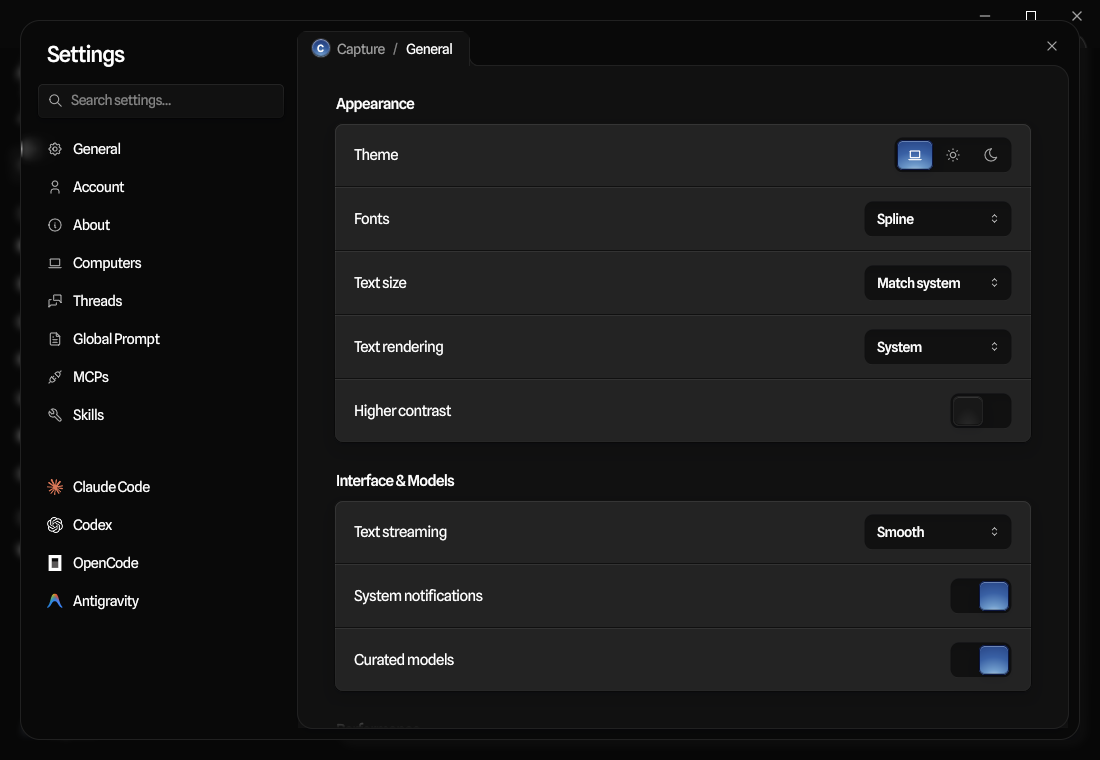 Settings
Search settings...
General
Account
About
Computers
Threads
Global Prompt
MCPs
Skills
Claude Code
Codex
OpenCode
Antigravity
C Capture / General
Appearance
Theme
Fonts
Spline
Text size
Match system
Text rendering
System
Higher contrast
Interface & Models
Text streaming
Smooth
System notifications
Curated models